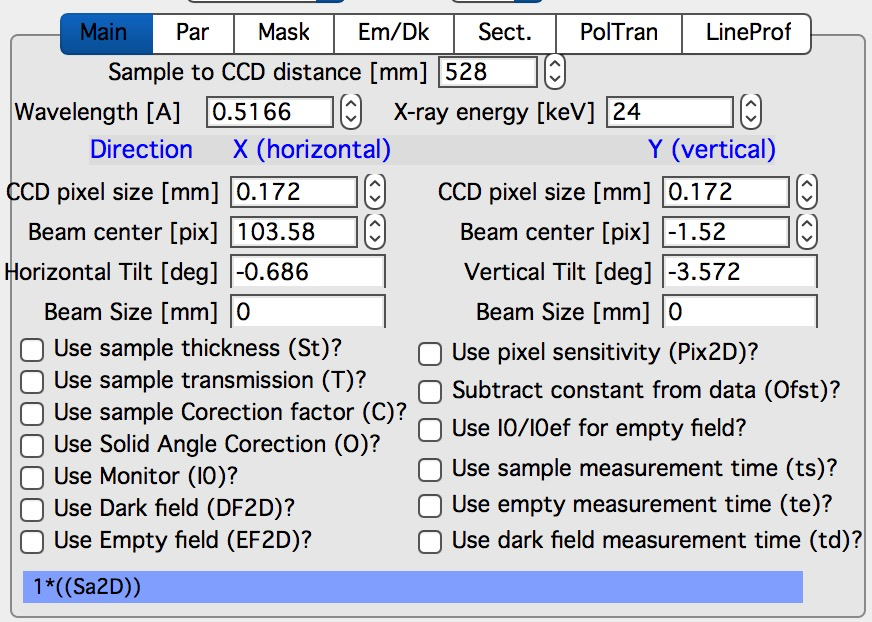 Main Par Mask Em/Dk Sect. PolTran LineProf
Sample to CCD distance [mm] 528
Wavelength [A] 0.5166 X-ray energy [keV] 24
Direction X (horizontal) Y (vertical)
CCD pixel size [mm] 0.172 CCD pixel size [mm] 0.172
Beam center [pix] 103.58 Beam center [pix] -1.52
Horizontal Tilt [deg] -0.686 Vertical Tilt [deg] -3.572
Beam Size [mm] 0 Beam Size [mm] 0
Use sample thickness (St)? Use pixel sensitivity (Pix2D)?
Use sample transmission (T)? Subtract constant from data (Ofst)?
Use sample Corection factor (C)? Use I0/I0ef for empty field?
Use Solid Angle Corection (O)? Use sample measurement time (ts)?
Use Monitor (I0)? Use empty measurement time (te)?
Use Dark field (DF2D)? Use dark field measurement time (td)?
Use Empty field (EF2D)?
1*((Sa2D))